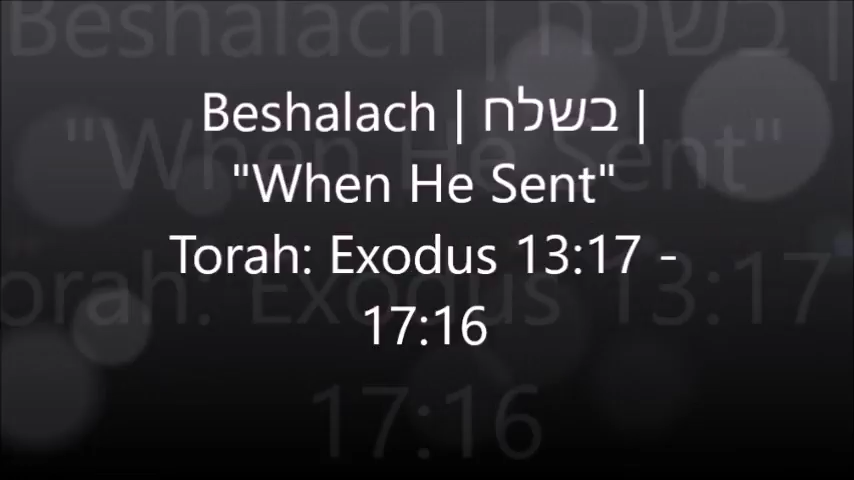 Beshalach | בשלח |
"When He Sent"
Torah: Exodus 13:17 -
17:16